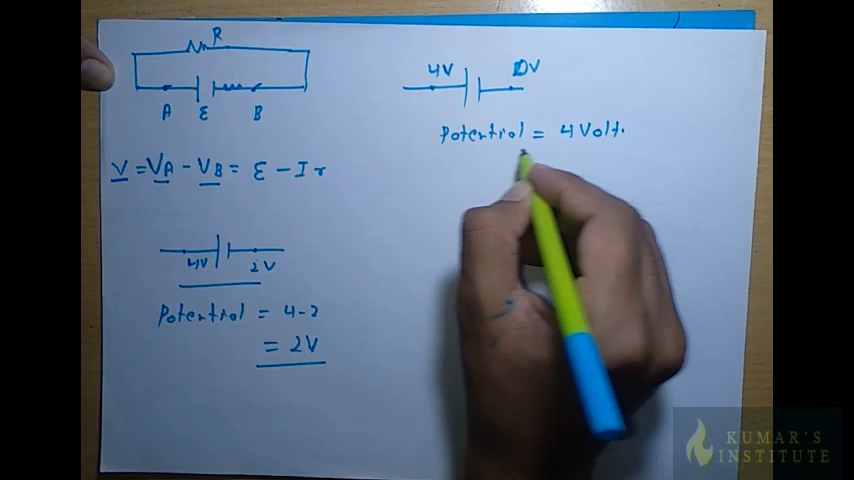 R
A ε B
V = VA - VB = ε - Ir
4V 2V
Potential = 4-2
= 2V
4V 0V
Potential = 4 Volt.
KUMAR'S
INSTITUTE